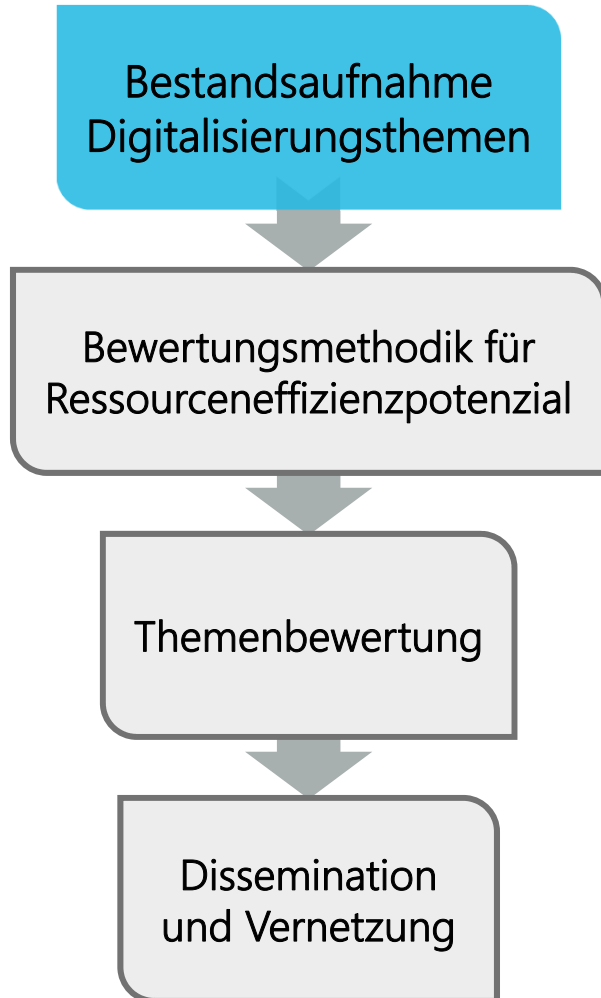 Bestandsaufnahme
Digitalisierungsthemen
Bewertungsmethodik für
Ressourceneffizienzpotenzial
Themenbewertung
Dissemination
und Vernetzung